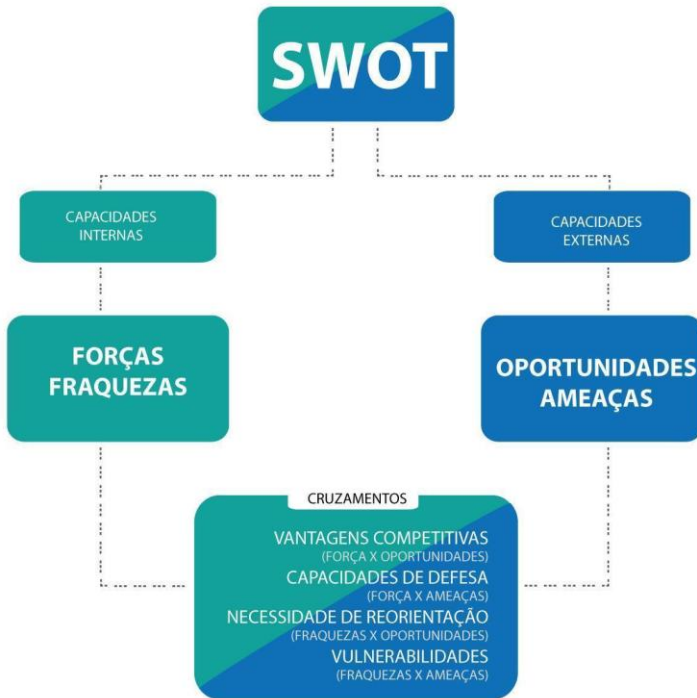 SWOT
CAPACIDADES
INTERNAS
CAPACIDADES
EXTERNAS
FORÇAS
FRAQUEZAS
OPORTUNIDADES
AMEAÇAS
CRUZAMENTOS
VANTAGENS COMPETITIVAS
(FORÇA X OPORTUNIDADES)
CAPACIDADES DE DEFESA
(FORÇA X AMEAÇAS)
NECESSIDADE DE REORIENTAÇÃO
(FRAQUEZAS X OPORTUNIDADES)
VULNERABILIDADES
(FRAQUEZAS X AMEAÇAS)